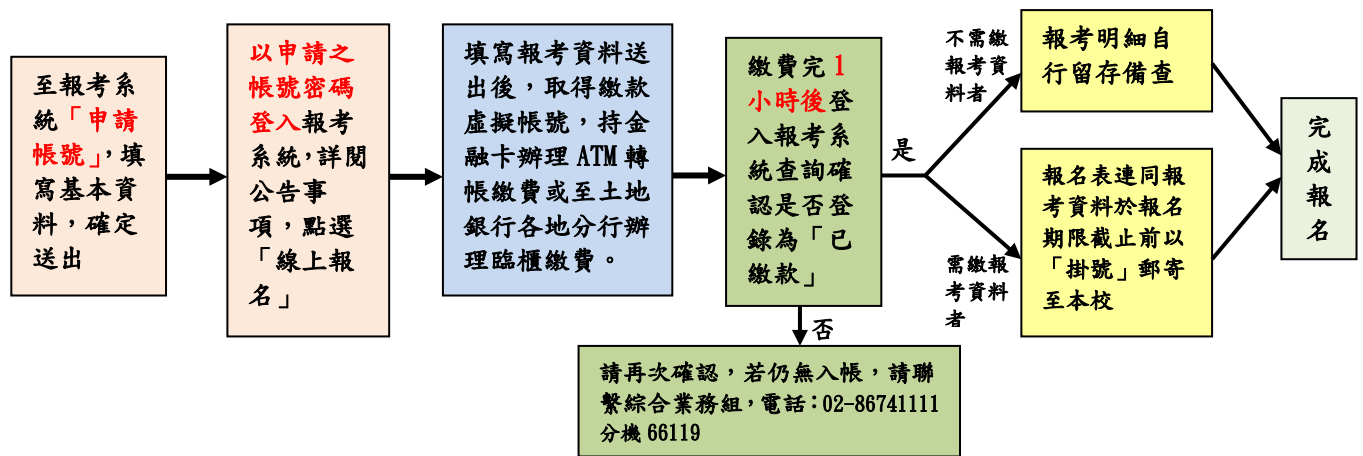 至報考系
統「申請
帳號」，填
寫基本資
料，確定
送出
以申請之
帳號密碼
登入報考
系統，詳閱
公告事
項，點選
「線上報
名」
填寫報考資料送
出後，取得繳款
虛擬帳號，持金
融卡辦理 ATM 轉
帳繳費或至土地
銀行各地分行辦
理臨櫃繳費。
繳費完 1
小時後登
入報考系
統查詢確
認是否登
錄為「已
繳款」
是
否
請再次確認，若仍無入帳，請聯
繫綜合業務組，電話：02-86741111
分機 66119
不需繳
報考資
料者
報考明細自
行留存備查
需繳報
考資料
者
報名表連同報
考資料於報名
期限截止前以
「掛號」郵寄
至本校
完
成
報
名